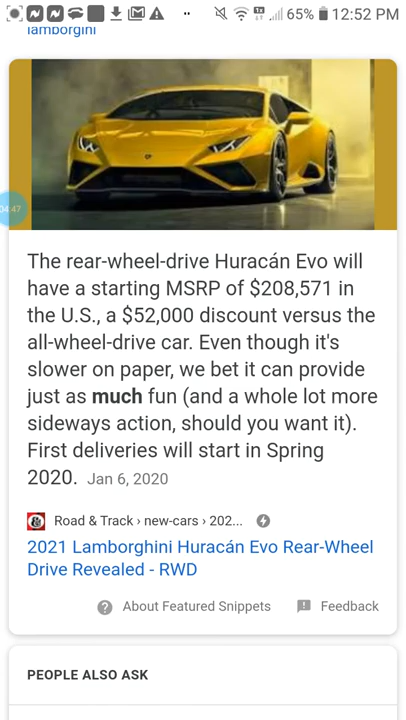 65% 12:52 PM
lamborgini
04:47
The rear-wheel-drive Huracán Evo will
have a starting MSRP of $208,571 in
the U.S., a $52,000 discount versus the
all-wheel-drive car. Even though it's
slower on paper, we bet it can provide
just as much fun (and a whole lot more
sideways action, should you want it).
First deliveries will start in Spring
2020. Jan 6, 2020
Road & Track › new-cars › 202...
2021 Lamborghini Huracán Evo Rear-Wheel
Drive Revealed - RWD
About Featured Snippets Feedback
PEOPLE ALSO ASK